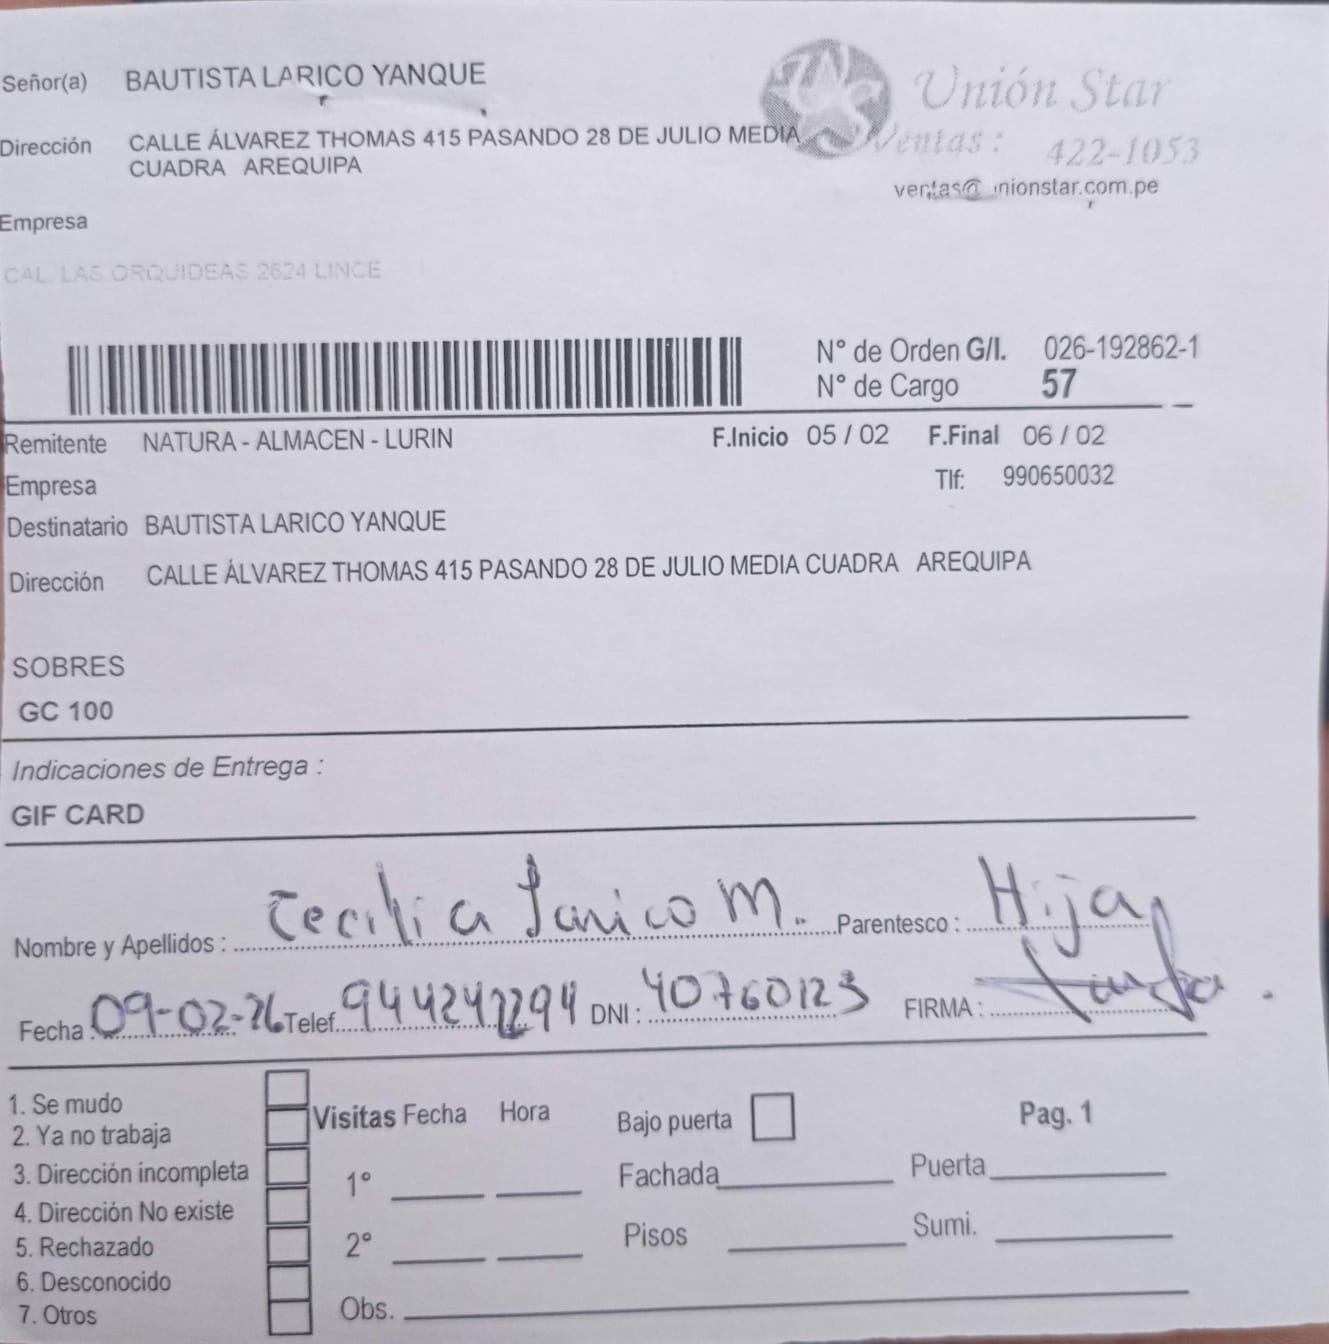 Señor(a) BAUTISTA LARICO YANQUE
Unión Star
Dirección CALLE ÁLVAREZ THOMAS 415 PASANDO 28 DE JULIO MEDIA
CUADRA AREQUIPA
Ventas: 422-1053
ventas@unionstar.com.pe
Empresa
CAL. LAS ORQUIDEAS 2624 LINCE
N° de Orden G/I. 026-192862-1
N° de Cargo 57
Remitente NATURA - ALMACEN - LURIN F.Inicio 05 / 02 F.Final 06 / 02
Empresa Tlf: 990650032
Destinatario BAUTISTA LARICO YANQUE
Dirección CALLE ÁLVAREZ THOMAS 415 PASANDO 28 DE JULIO MEDIA CUADRA AREQUIPA
SOBRES
GC 100
Indicaciones de Entrega :
GIF CARD
Nombre y Apellidos : Cecilia Larico M. Parentesco : Hija
Fecha : 09-02-26 Telef. DNI : 40760123 FIRMA :
1. Se mudo
2. Ya no trabaja
3. Dirección incompleta
4. Dirección No existe
5. Rechazado
6. Desconocido
7. Otros
Visitas Fecha Hora
1°
2°
Obs.
Bajo puerta Pag. 1
Fachada Puerta
Pisos Sumi.